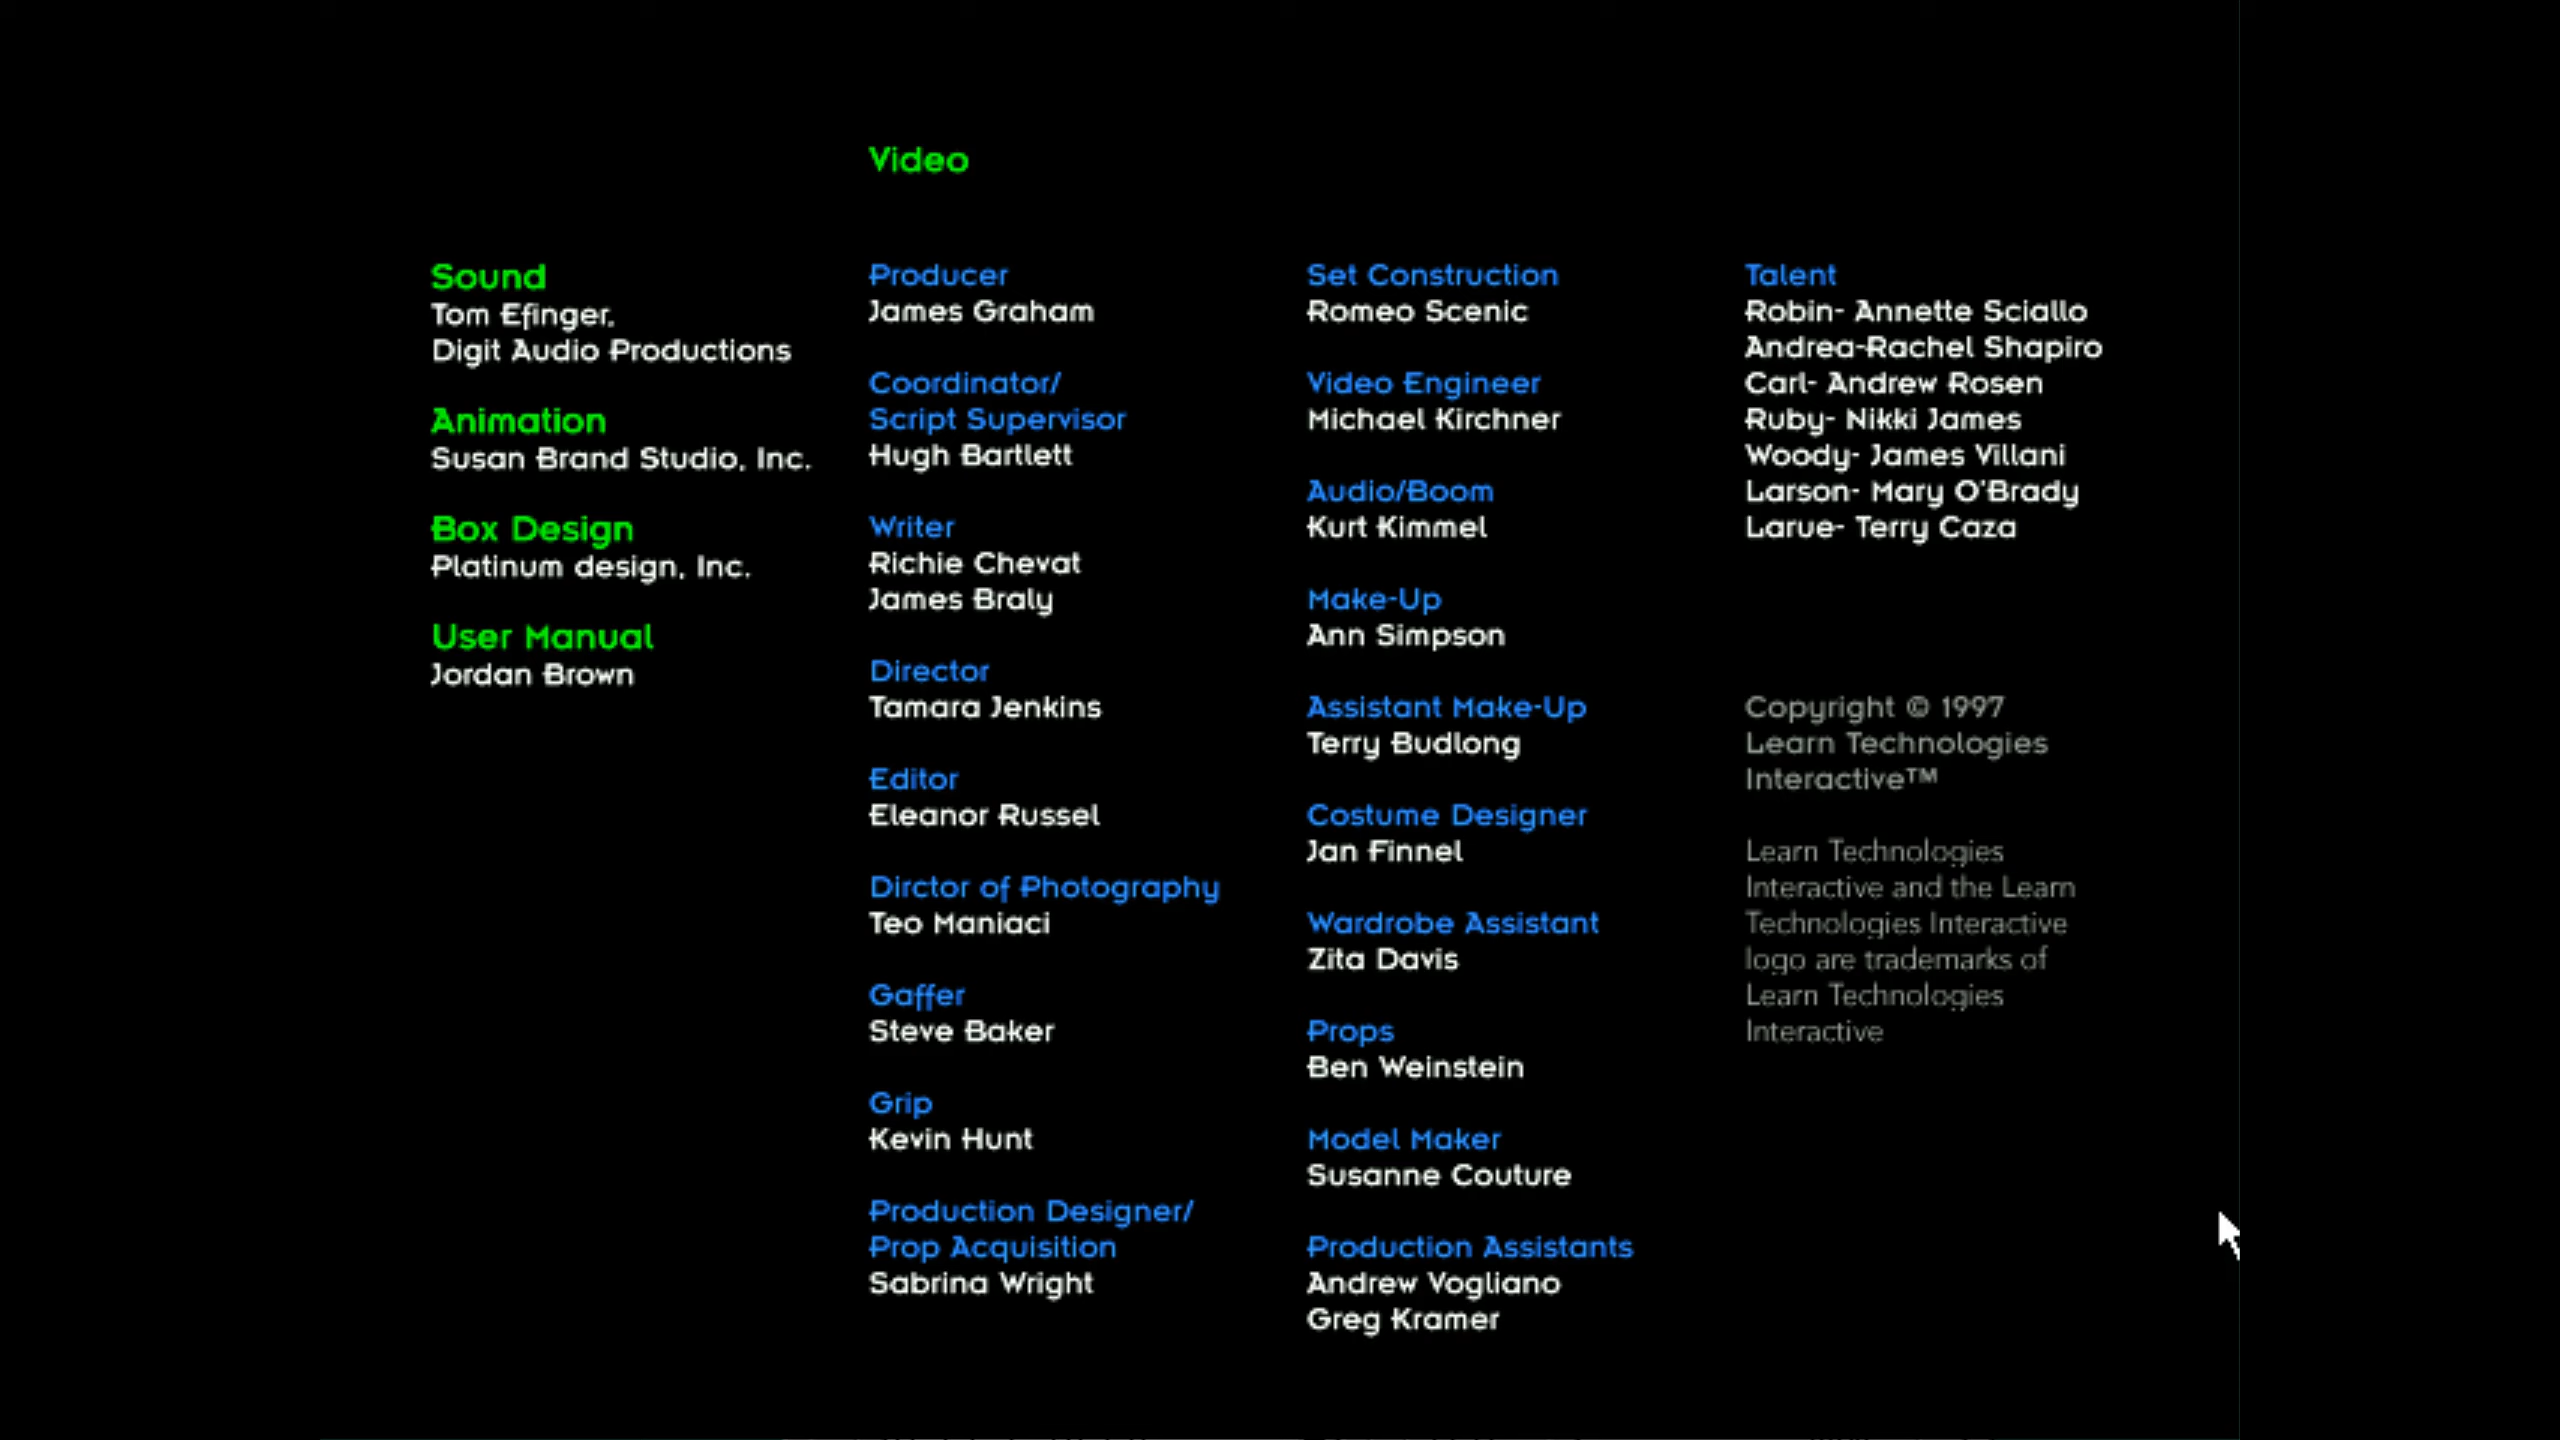 Video
Sound
Tom Efinger,
Digit Audio Productions
Animation
Susan Brand Studio, Inc.
Box Design
Platinum design, Inc.
User Manual
Jordan Brown
Producer
James Graham
Coordinator/
Script Supervisor
Hugh Bartlett
Writer
Richie Chevat
James Braly
Director
Tamara Jenkins
Editor
Eleanor Russel
Dirctor of Photography
Teo Maniaci
Gaffer
Steve Baker
Grip
Kevin Hunt
Production Designer/
Prop Acquisition
Sabrina Wright
Set Construction
Romeo Scenic
Video Engineer
Michael Kirchner
Audio/Boom
Kurt Kimmel
Make-Up
Ann Simpson
Assistant Make-Up
Terry Budlong
Costume Designer
Jan Finnel
Wardrobe Assistant
Zita Davis
Props
Ben Weinstein
Model Maker
Susanne Couture
Production Assistants
Andrew Vogliano
Greg Kramer
Talent
Robin- Annette Sciallo
Andrea-Rachel Shapiro
Carl- Andrew Rosen
Ruby- Nikki James
Woody- James Villani
Larson- Mary O'Brady
Larue- Terry Caza
Copyright © 1997
Learn Technologies
Interactive™
Learn Technologies
Interactive and the Learn
Technologies Interactive
logo are trademarks of
Learn Technologies
Interactive